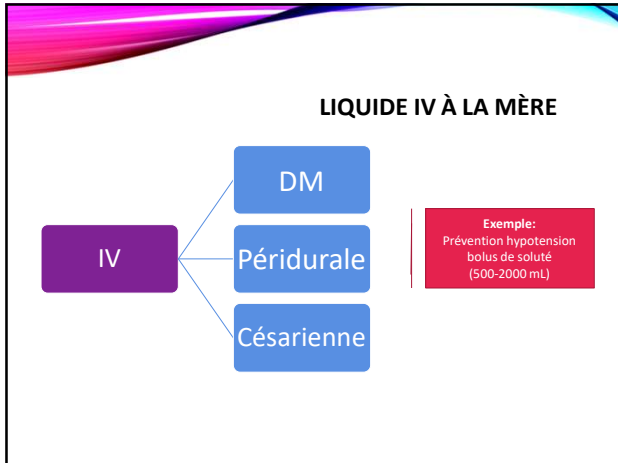 LIQUIDE IV À LA MÈRE
DM
IV
Péridurale
Césarienne
Exemple:
Prévention hypotension
bolus de soluté
(500-2000 mL)